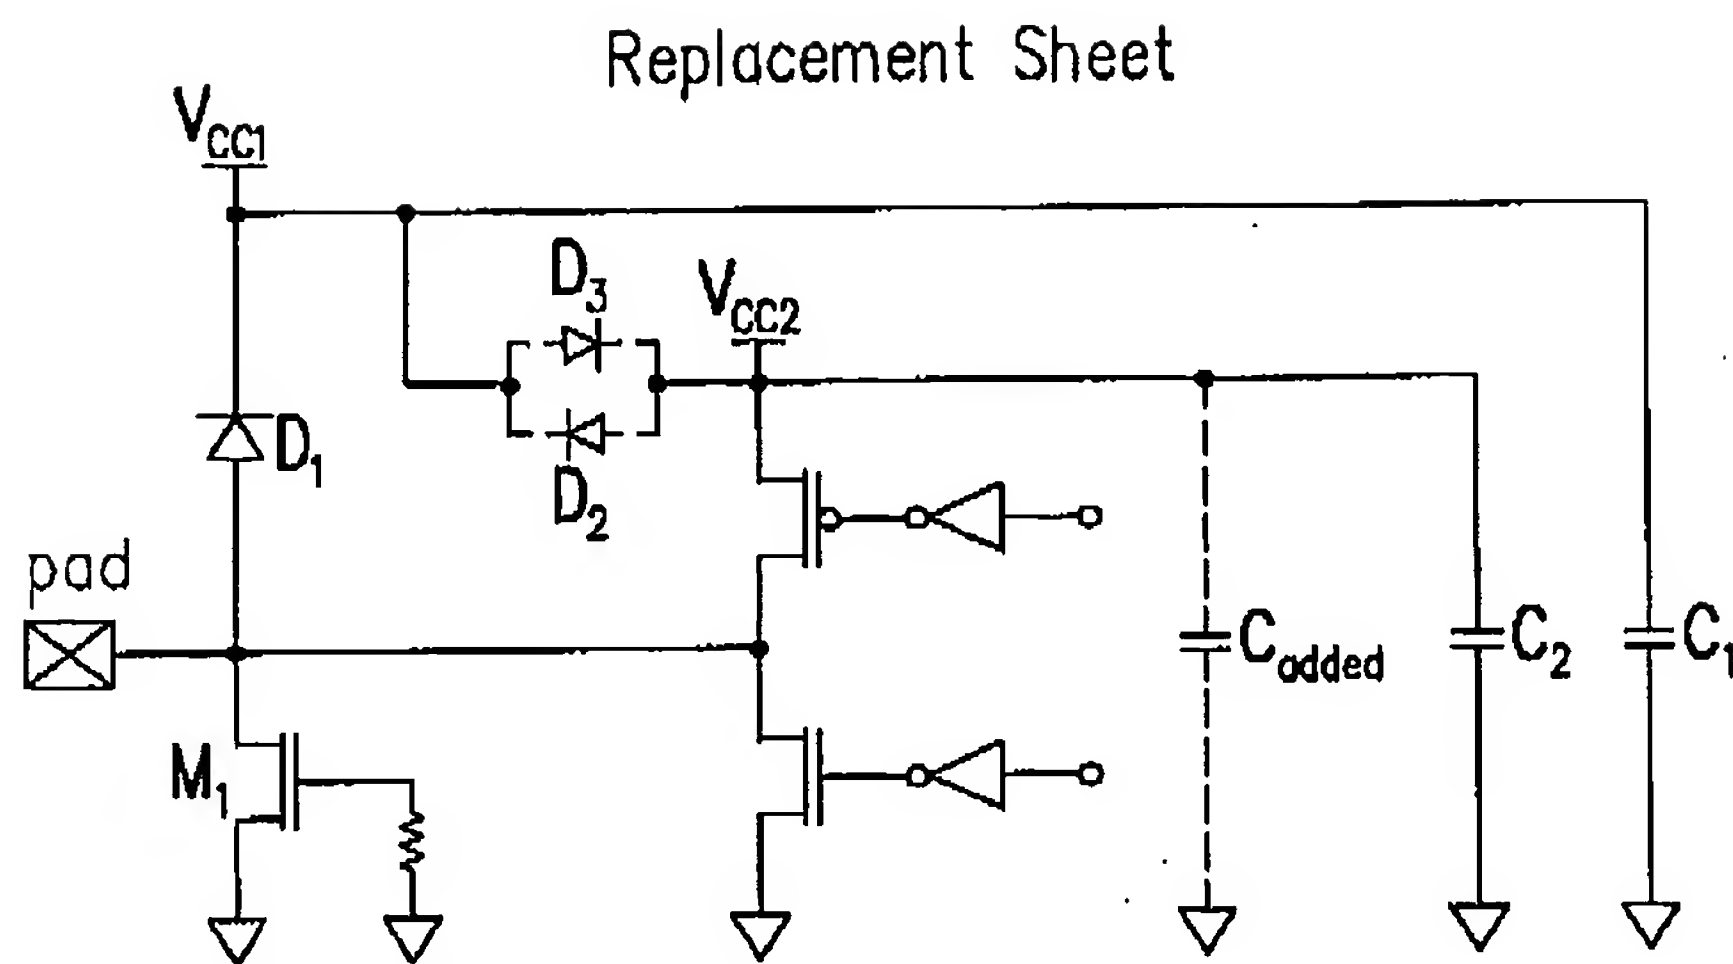 Replacement Sheet
VCC1
D3
VCC2
D1
D2
pad
Cadded
C2
C1
M1